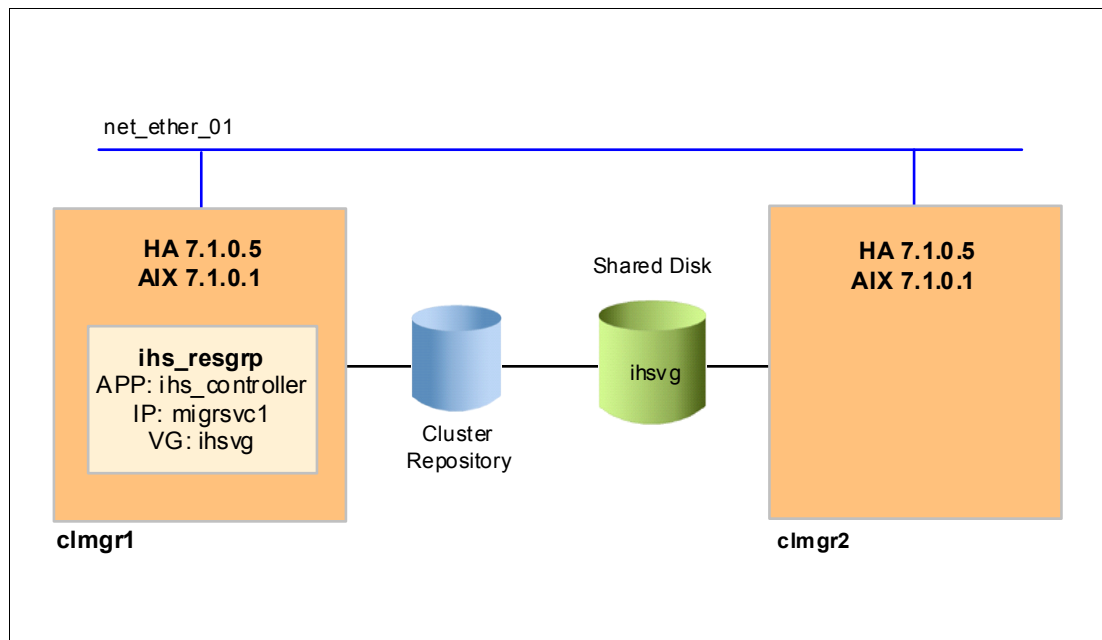 net_ether_01
HA 7.1.0.5
AIX 7.1.0.1
ihs_resgrp
APP: ihs_controller
IP: migrsvc1
VG: ihsvg
clmgr1
Cluster
Repository
Shared Disk
ihsvg
HA 7.1.0.5
AIX 7.1.0.1
clmgr2